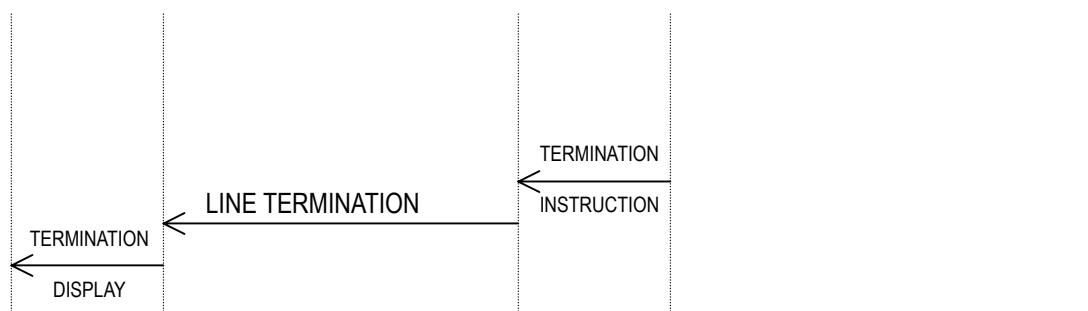 TERMINATION
INSTRUCTION
LINE TERMINATION
TERMINATION
DISPLAY